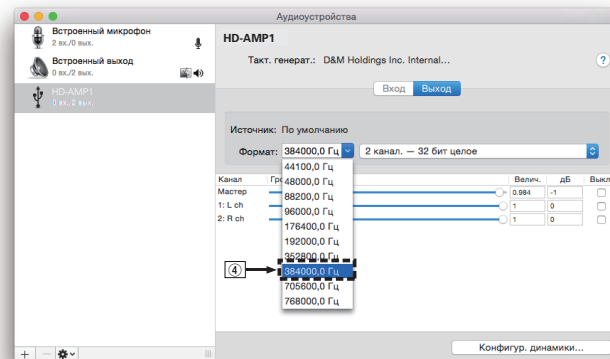 Аудиоустройства
Встроенный микрофон
2 вх./0 вых.
Встроенный выход
0 вх./2 вых.
HD-AMP1
0 вх./2 вых.
HD-AMP1
Такт. генерат.: D&M Holdings Inc. Internal...
?
Вход Выход
Источник: По умолчанию
Формат: 384000,0 Гц 2 канал. — 32 бит целое
44100,0 Гц
48000,0 Гц
88200,0 Гц
96000,0 Гц
176400,0 Гц
192000,0 Гц
352800,0 Гц
④ 384000,0 Гц
705600,0 Гц
768000,0 Гц
Канал Велич. дБ Выкл
Мастер 0.984 -1
1: L ch 1 0
2: R ch 1 0
Конфигур. динамики...